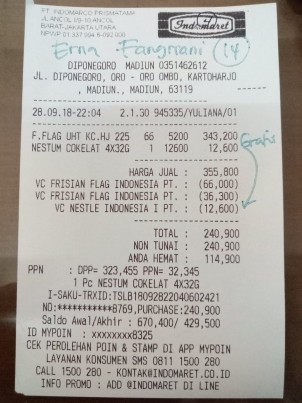 PT. INDOMARCO PRISMATAMA
JL.ANCOL I/9-10,ANCOL
BARAT-JAKARTA UTARA
NPWP 01.337.994.8-092.000
Indomaret
Erna Fangriani (14)
DIPONEGORO MADIUN 0351462612
JL. DIPONEGORO, ORO - ORO OMBO, KARTOHARJO
, MADIUN., MADIUN, 63119
28.09.18-22:04 2.1.30 945335/YULIANA/01
F.FLAG UHT KC.HJ 225 66 5200 343,200
NESTUM COKELAT 4X32G 1 12600 12,600
Gratis
HARGA JUAL : 355,800
VC FRISIAN FLAG INDONESIA PT. : (66,000)
VC FRISIAN FLAG INDONESIA PT. : (36,300)
VC NESTLE INDONESIA I PT. : (12,600)
TOTAL : 240,900
NON TUNAI : 240,900
ANDA HEMAT : 114,900
PPN : DPP= 323,455 PPN= 32,345
1 Pc NESTUM COKELAT 4X32G
I-SAKU-TRXID:TSLB18092822040602421
NO:***********8769,PURCHASE:240,900
Saldo Awal/Akhir : 670,400/ 429,500
ID MYPOIN : xxxxxxxx8325
CEK PEROLEHAN POIN & STAMP DI APP MYPOIN
LAYANAN KONSUMEN SMS 0811 1500 280
CALL 1500 280 - KONTAK@INDOMARET.CO.ID
INFO PROMO : ADD @INDOMARET DI LINE